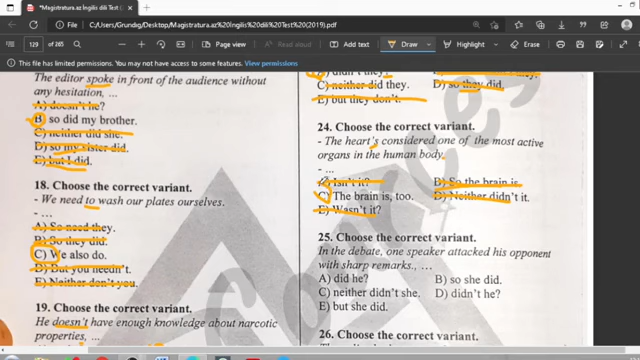 *Magistratura.az İngilis dili Test (
File | C:/Users/Grundig/Desktop/Magistratura.az%20Ingilis%20dili%20Test%20(2019).pdf
129 of 265
Page view
Read aloud
Add text
Draw
Highlight
Erase
This file has limited permissions. You may not have access to some features. View permissions
The editor spoke in front of the audience without
any hesitation, ...
A) doesn't he?
B) so did my brother.
C) neither did she.
D) so my sister did.
E) but I did.
18. Choose the correct variant.
- We need to wash our plates ourselves.
- ...
A) So need they.
B) So they did.
C) We also do.
D) But you needn't.
E) Neither don't you.
19. Choose the correct variant.
He doesn't have enough knowledge about narcotic
properties, ...
didn't they?
C) neither did they.
D) so they did.
E) but they don't.
24. Choose the correct variant.
- The heart's considered one of the most active
organs in the human body.
- ...
A) Isn't it?
B) So the brain is.
C) The brain is, too.
D) Neither didn't it.
E) Wasn't it?
25. Choose the correct variant.
In the debate, one speaker attacked his opponent
with sharp remarks, ...
A) did he?
B) so she did.
C) neither didn't she.
D) didn't he?
E) but she did.
26. Choose the correct variant.